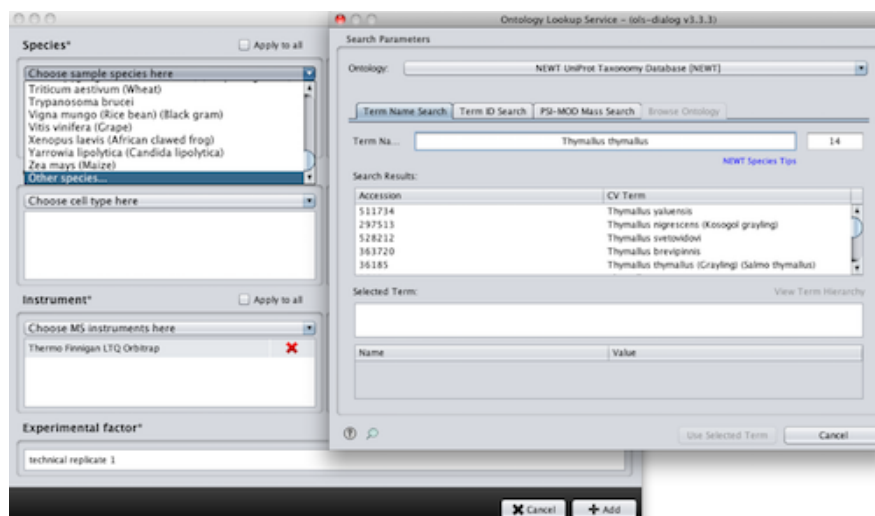 Species*
Apply to all
Choose sample species here
Triticum aestivum (Wheat)
Trypanosoma brucei
Vigna mungo (Rice bean) (Black gram)
Vitis vinifera (Grape)
Xenopus laevis (African clawed frog)
Yarrowia lipolytica (Candida lipolytica)
Zea mays (Maize)
Other species...
Choose cell type here
Instrument*
Apply to all
Choose MS instruments here
Thermo Finnigan LTQ Orbitrap
Experimental factor*
technical replicate 1
Cancel
Add
Ontology Lookup Service - (ols-dialog v3.3.3)
Search Parameters
Ontology:
NEWT UniProt Taxonomy Database [NEWT]
Term Name Search
Term ID Search
PSI-MOD Mass Search
Browse Ontology
Term Na...
Thymallus thymallus
14
NEWT Species Tips
Search Results:
Accession CV Term
511734 Thymallus yaluensis
297513 Thymallus nigrescens (Kosogol grayling)
528212 Thymallus svetovidovi
363720 Thymallus brevipinnis
36185 Thymallus thymallus (Grayling) (Salmo thymallus)
Selected Term:
View Term Hierarchy
Name Value
Use Selected Term
Cancel